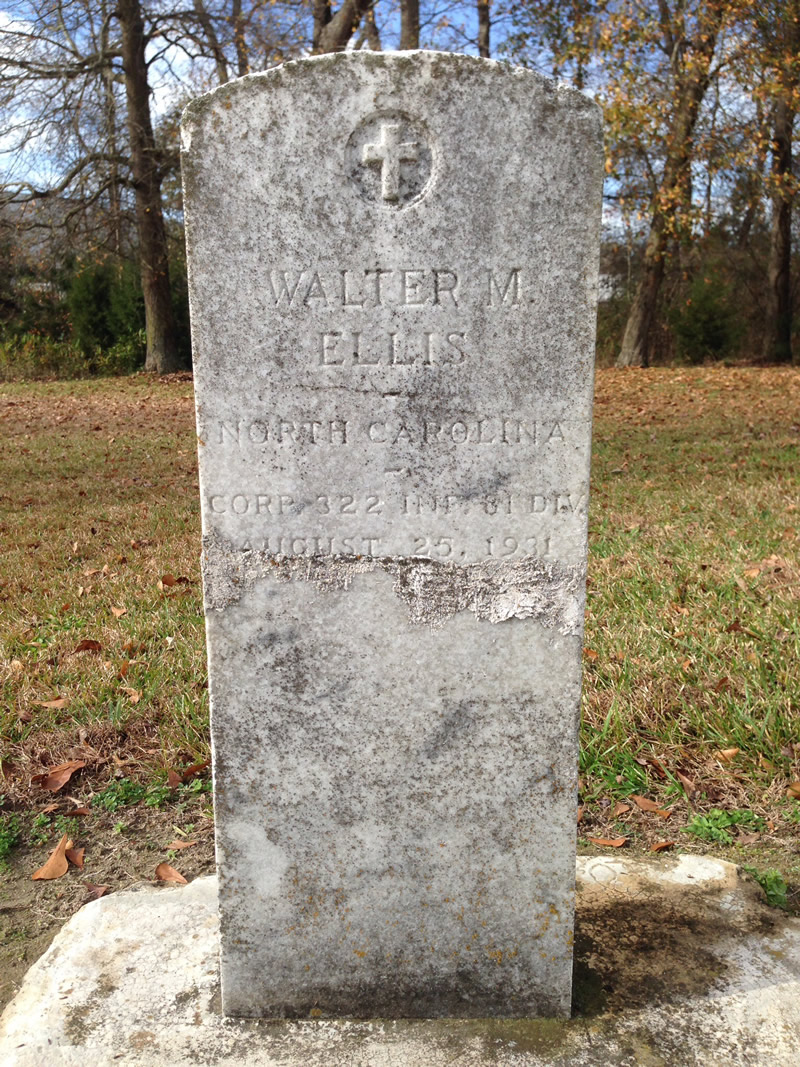 WALTER M.
ELLIS
NORTH CAROLINA
CORP. 322 INF. 81 DIV.
AUGUST 25, 1931